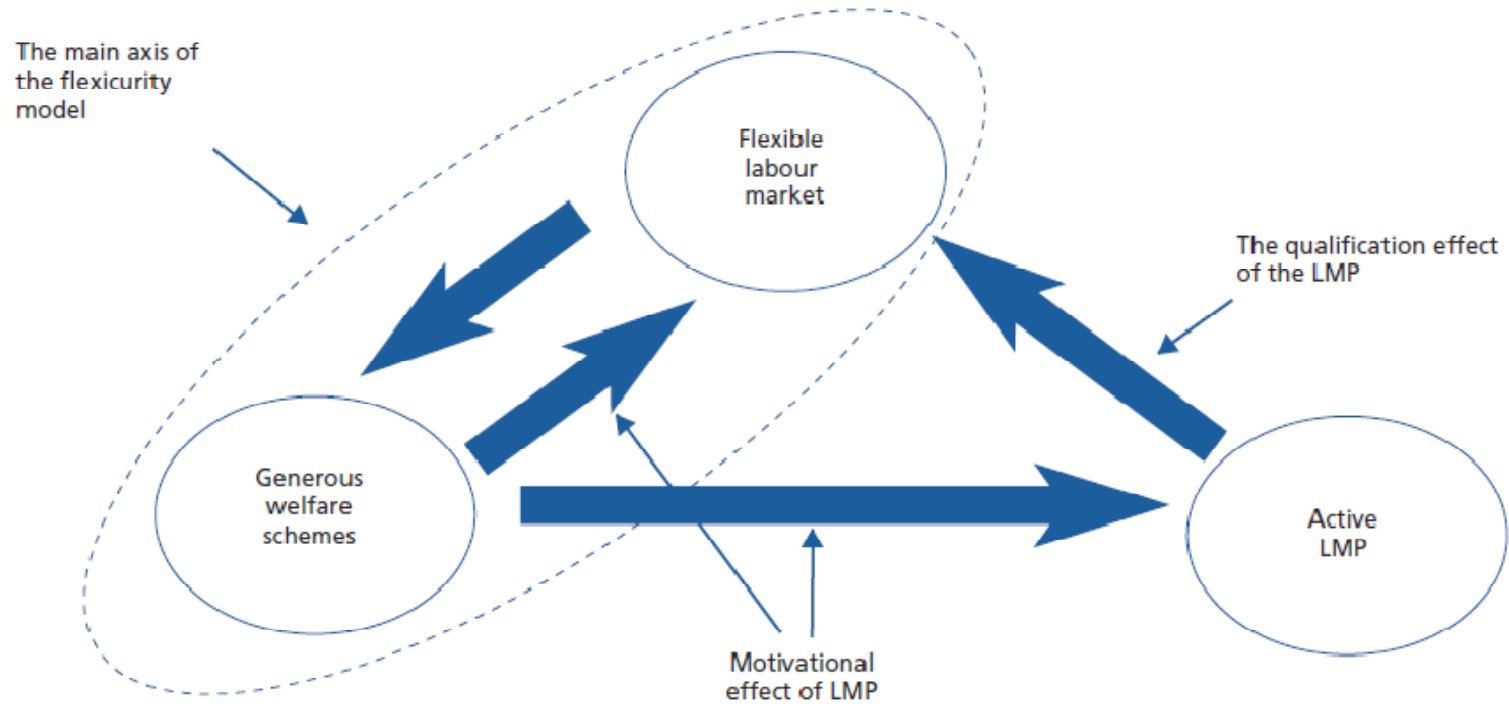 The main axis of
the flexicurity
model
Flexible
labour
market
The qualification effect
of the LMP
Generous
welfare
schemes
Active
LMP
Motivational
effect of LMP